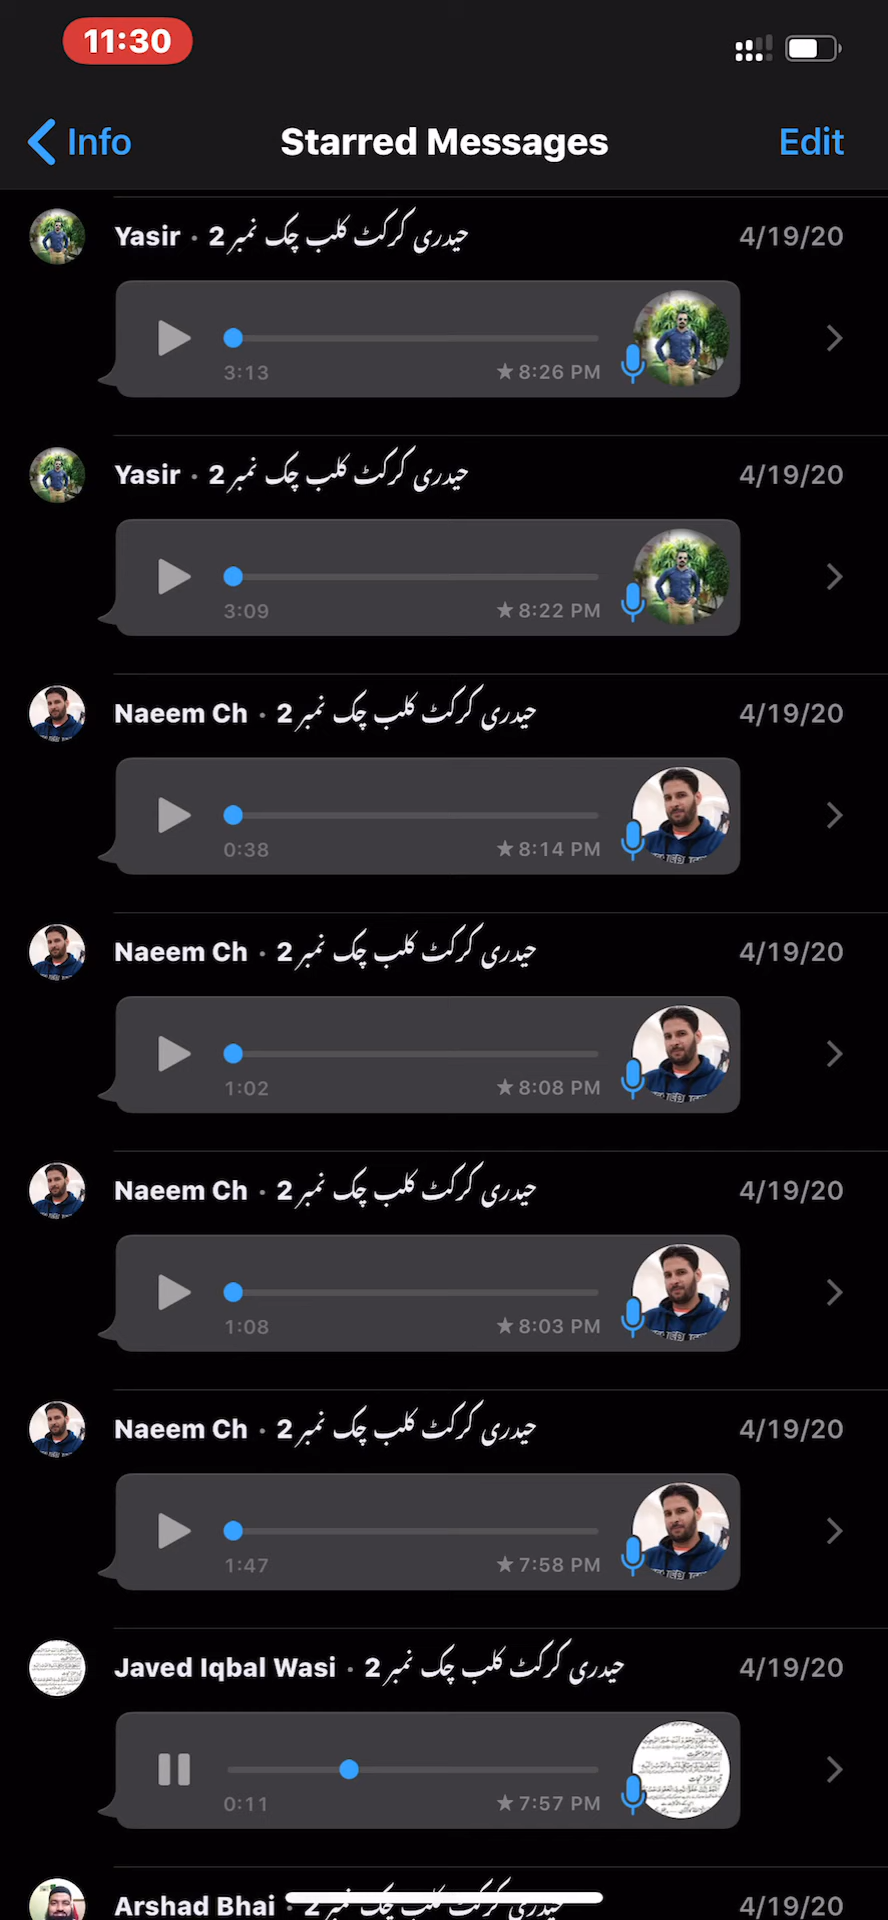 11:30
Info
Starred Messages
Edit
Yasir · حیدری کرکٹ کلب چک نمبر 2
4/19/20
3:13
★ 8:26 PM
Yasir · حیدری کرکٹ کلب چک نمبر 2
4/19/20
3:09
★ 8:22 PM
Naeem Ch · حیدری کرکٹ کلب چک نمبر 2
4/19/20
0:38
★ 8:14 PM
Naeem Ch · حیدری کرکٹ کلب چک نمبر 2
4/19/20
1:02
★ 8:08 PM
Naeem Ch · حیدری کرکٹ کلب چک نمبر 2
4/19/20
1:08
★ 8:03 PM
Naeem Ch · حیدری کرکٹ کلب چک نمبر 2
4/19/20
1:47
★ 7:58 PM
Javed Iqbal Wasi · حیدری کرکٹ کلب چک نمبر 2
4/19/20
0:11
★ 7:57 PM
Arshad Bhai · حیدری کرکٹ کلب چک نمبر 2
4/19/20